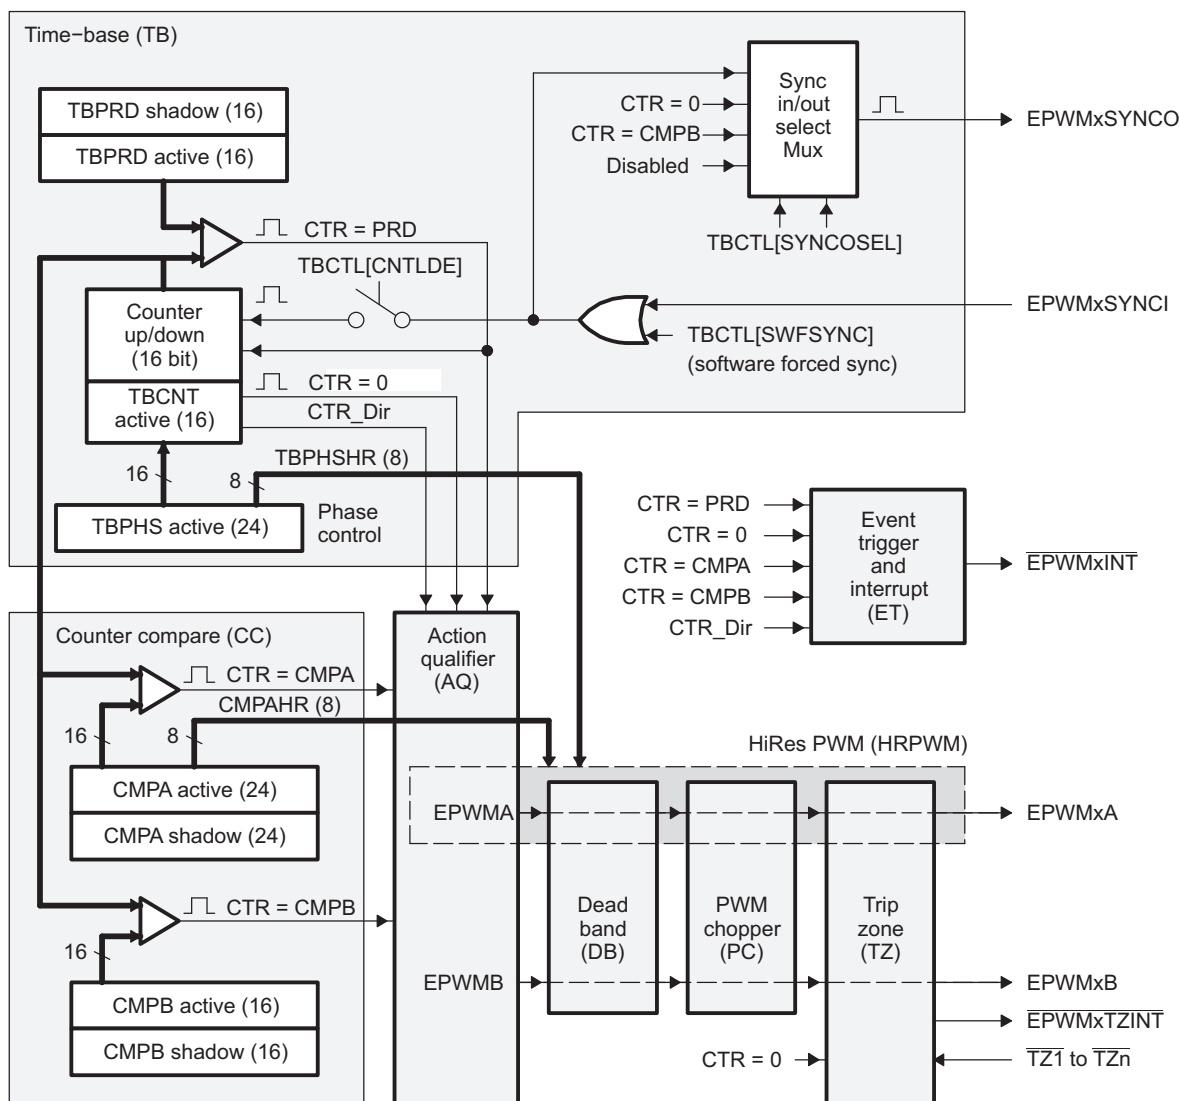 Time−base (TB)
TBPRD shadow (16)
TBPRD active (16)
CTR = PRD
TBCTL[CNTLDE]
Counter
up/down
(16 bit)
TBCNT
active (16)
CTR = 0
CTR_Dir
16
8
TBPHSHR (8)
TBPHS active (24)
Phase
control
CTR = 0
CTR = CMPB
Disabled
Sync
in/out
select
Mux
TBCTL[SYNCOSEL]
EPWMxSYNCO
EPWMxSYNCI
TBCTL[SWFSYNC]
(software forced sync)
CTR = PRD
CTR = 0
CTR = CMPA
CTR = CMPB
CTR_Dir
Event
trigger
and
interrupt
(ET)
EPWMxINT
Counter compare (CC)
CTR = CMPA
CMPAHR (8)
16
8
CMPA active (24)
CMPA shadow (24)
CTR = CMPB
16
CMPB active (16)
CMPB shadow (16)
Action
qualifier
(AQ)
HiRes PWM (HRPWM)
EPWMA
EPWMB
Dead
band
(DB)
PWM
chopper
(PC)
Trip
zone
(TZ)
CTR = 0
EPWMxA
EPWMxB
EPWMxTZINT
TZ1 to TZn